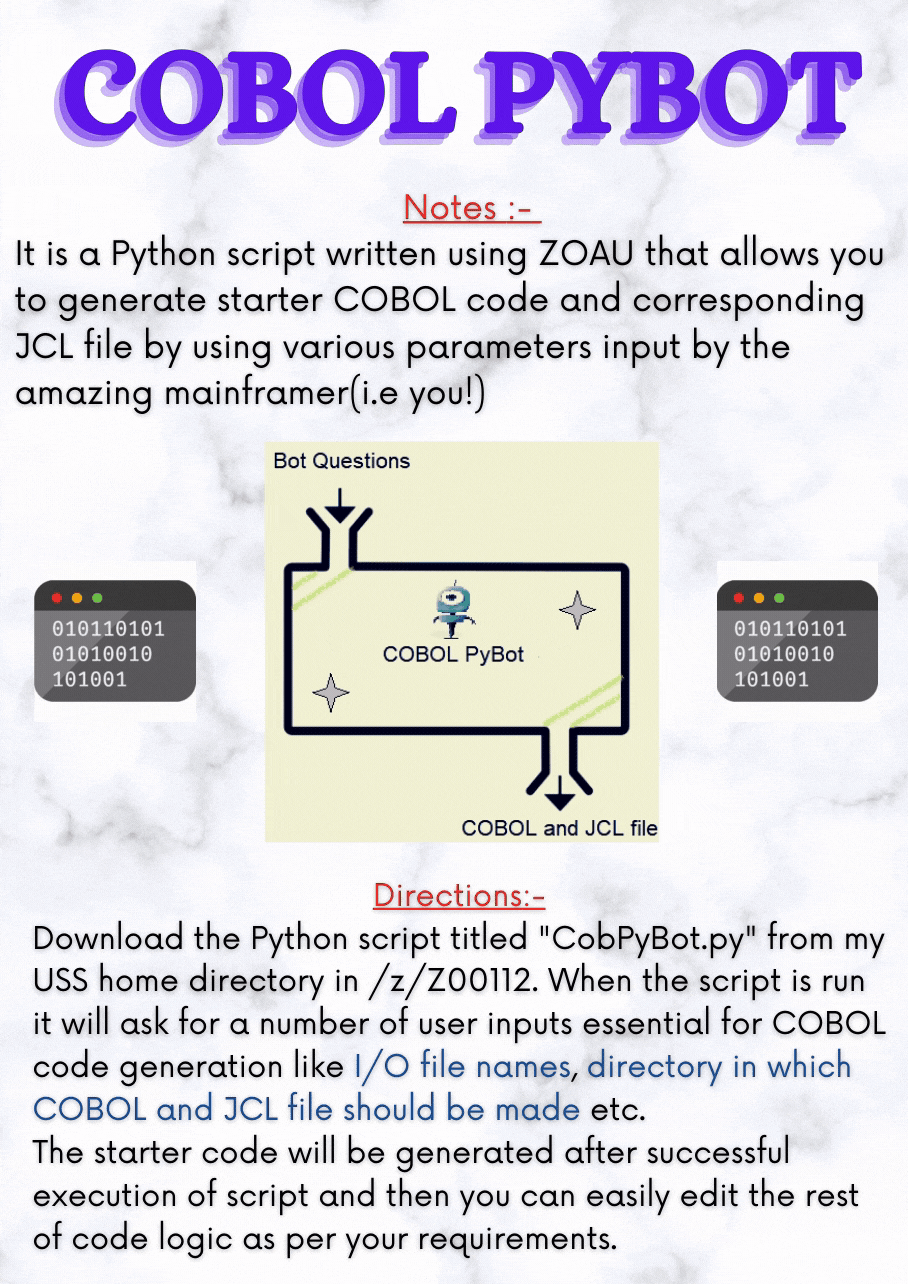 COBOL PYBOT
Notes :-
It is a Python script written using ZOAU that allows you
to generate starter COBOL code and corresponding
JCL file by using various parameters input by the
amazing mainframer(i.e you!)
Bot Questions
010110101
01010010
101001
COBOL PyBot
010110101
01010010
101001
COBOL and JCL file
Directions:-
Download the Python script titled "CobPyBot.py" from my
USS home directory in /z/Z00112. When the script is run
it will ask for a number of user inputs essential for COBOL
code generation like I/O file names, directory in which
COBOL and JCL file should be made etc.
The starter code will be generated after successful
execution of script and then you can easily edit the rest
of code logic as per your requirements.